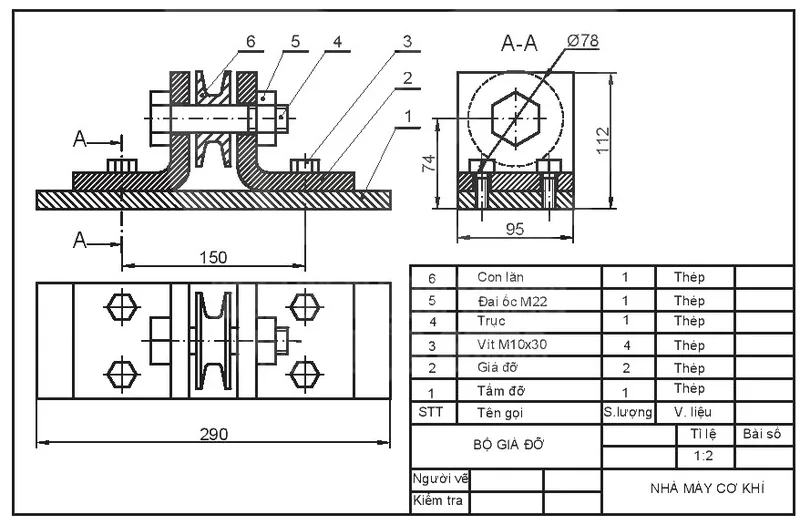 6 5 4 3
2
1
A
A
150
A-A
Ø78
74
112
95
290
6 Con lăn 1 Thép
5 Đai ốc M22 1 Thép
4 Trục 1 Thép
3 Vít M10x30 4 Thép
2 Giá đỡ 2 Thép
1 Tấm đỡ 1 Thép
STT Tên gọi S.lượng V. liệu
BỘ GIÁ ĐỠ
Tỉ lệ Bài số
1:2
Người vẽ
Kiểm tra
NHÀ MÁY CƠ KHÍ